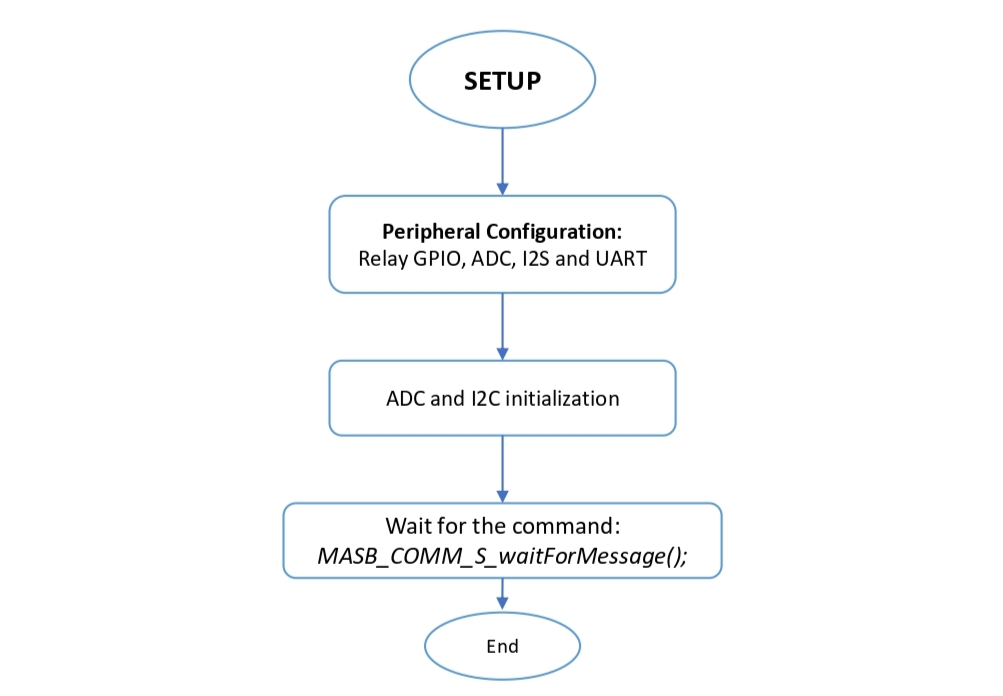 SETUP
Peripheral Configuration:
Relay GPIO, ADC, I2S and UART
ADC and I2C initialization
Wait for the command:
MASB_COMM_S_waitForMessage();
End